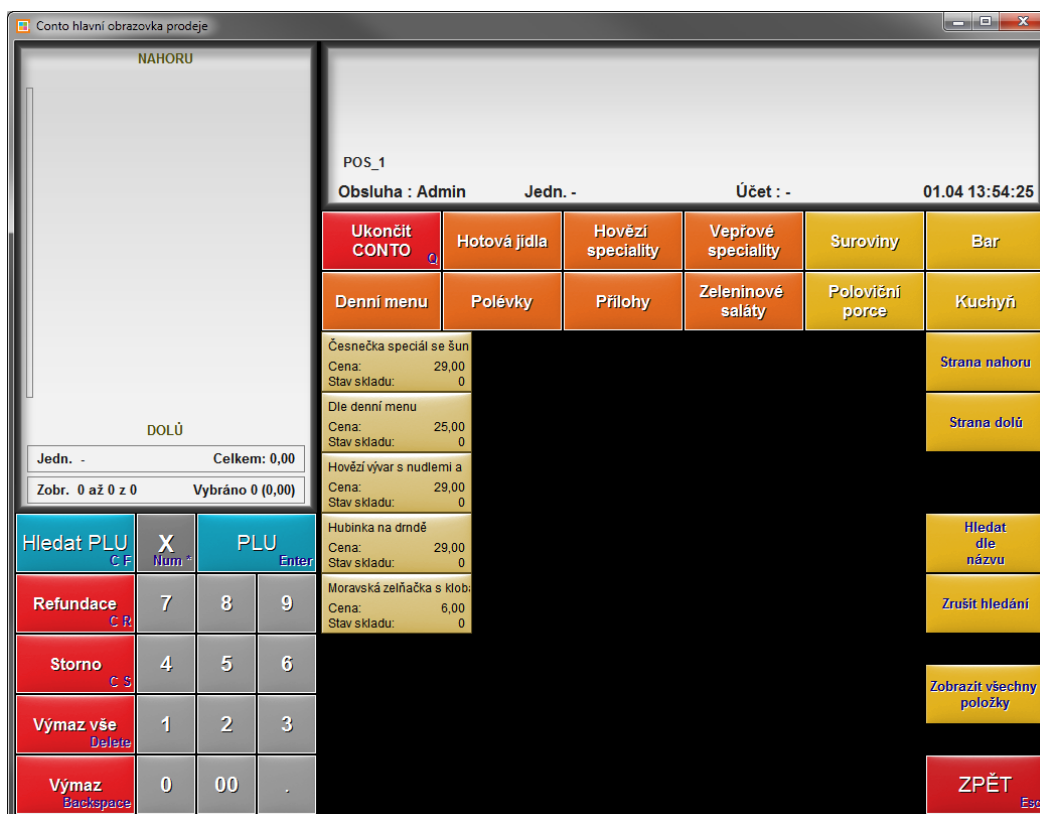 Conto hlavní obrazovka prodeje
NAHORU
DOLŮ
Jedn. -
Celkem: 0,00
Zobr. 0 až 0 z 0
Vybráno 0 (0,00)
POS_1
Obsluha : Admin
Jedn. -
Účet : -
01.04 13:54:25
Ukončit
CONTO
Q
Hotová jídla
Hovězí
speciality
Vepřové
speciality
Suroviny
Bar
Denní menu
Polévky
Přílohy
Zeleninové
saláty
Poloviční
porce
Kuchyň
Česnečka speciál se šun
Cena: 29,00
Stav skladu: 0
Dle denní menu
Cena: 25,00
Stav skladu: 0
Hovězí vývar s nudlemi a
Cena: 29,00
Stav skladu: 0
Hubinka na drndě
Cena: 29,00
Stav skladu: 0
Moravská zelňačka s klob
Cena: 6,00
Stav skladu: 0
Strana nahoru
Strana dolů
Hledat
dle
názvu
Zrušit hledání
Zobrazit všechny
položky
ZPĚT
Esc
Hledat PLU
C F
X
Num *
PLU
Enter
Refundace
C R
7
8
9
Storno
C S
4
5
6
Výmaz vše
Delete
1
2
3
Výmaz
Backspace
0
00
.